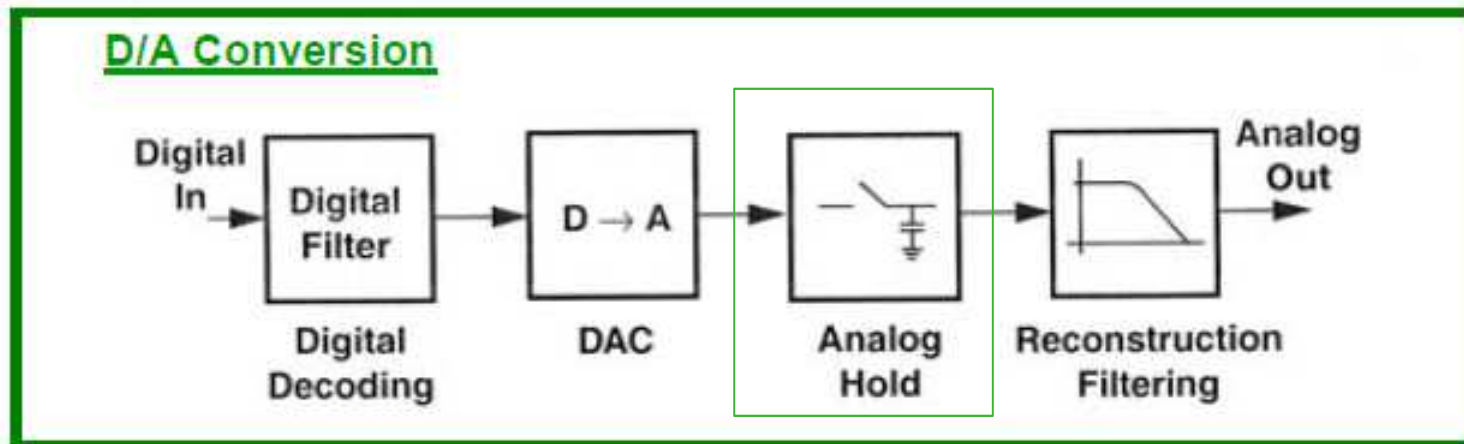 D/A Conversion
Digital
In
Digital
Filter
Digital
Decoding
D → A
DAC
Analog
Hold
Reconstruction
Filtering
Analog
Out